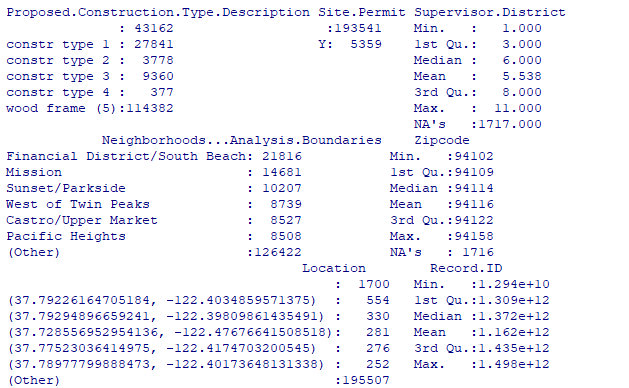 Proposed.Construction.Type.Description Site.Permit Supervisor.District
              : 43162                   :193541    Min.   :   1.000
constr type 1 : 27841                  Y:  5359    1st Qu.:   3.000
constr type 2 :  3778                              Median :   6.000
constr type 3 :  9360                              Mean   :   5.538
constr type 4 :   377                              3rd Qu.:   8.000
wood frame (5):114382                              Max.   :  11.000
                                                   NA's   :1717.000
            Neighborhoods...Analysis.Boundaries    Zipcode
Financial District/South Beach: 21816           Min.   :94102
Mission                       : 14681           1st Qu.:94109
Sunset/Parkside               : 10207           Median :94114
West of Twin Peaks            :  8739           Mean   :94116
Castro/Upper Market           :  8527           3rd Qu.:94122
Pacific Heights               :  8508           Max.   :94158
(Other)                       :126422           NA's   : 1716
                                     Location        Record.ID
                                         :  1700   Min.   :1.294e+10
(37.79226164705184, -122.4034859571375)  :   554   1st Qu.:1.309e+12
(37.79294896659241, -122.39809861435491) :   330   Median :1.372e+12
(37.728556952954136, -122.47676641508518):   281   Mean   :1.162e+12
(37.77523036414975, -122.4174703200545)  :   276   3rd Qu.:1.435e+12
(37.78977799888473, -122.40173648131338) :   252   Max.   :1.498e+12
(Other)                                  :195507